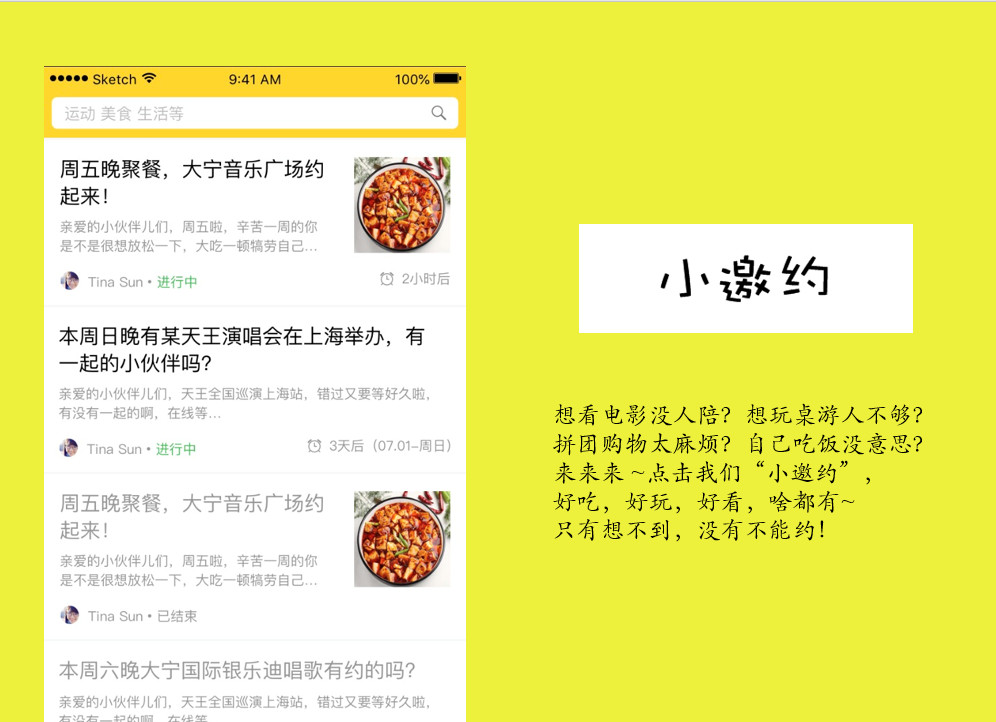 Sketch 9:41 AM 100%
运动 美食 生活等
周五晚聚餐，大宁音乐广场约
起来！
亲爱的小伙伴儿们，周五啦，辛苦一周的你
是不是很想放松一下，大吃一顿犒劳自己...
Tina Sun • 进行中 2小时后
本周日晚有某天王演唱会在上海举办，有
一起的小伙伴吗？
亲爱的小伙伴儿们，天王全国巡演上海站，错过又要等好久啦，
有没有一起的啊，在线等...
Tina Sun • 进行中 3天后（07.01-周日）
周五晚聚餐，大宁音乐广场约
起来！
亲爱的小伙伴儿们，周五啦，辛苦一周的你
是不是很想放松一下，大吃一顿犒劳自己...
Tina Sun • 已结束
本周六晚大宁国际银乐迪唱歌有约的吗？
亲爱的小伙伴儿们，天王全国巡演上海站，错过又要等好久啦，
有没有一起的啊，在线等
小邀约
想看电影没人陪？想玩桌游人不够？
拼团购物太麻烦？自己吃饭没意思？
来来来~点击我们“小邀约”，
好吃，好玩，好看，啥都有~
只有想不到，没有不能约！